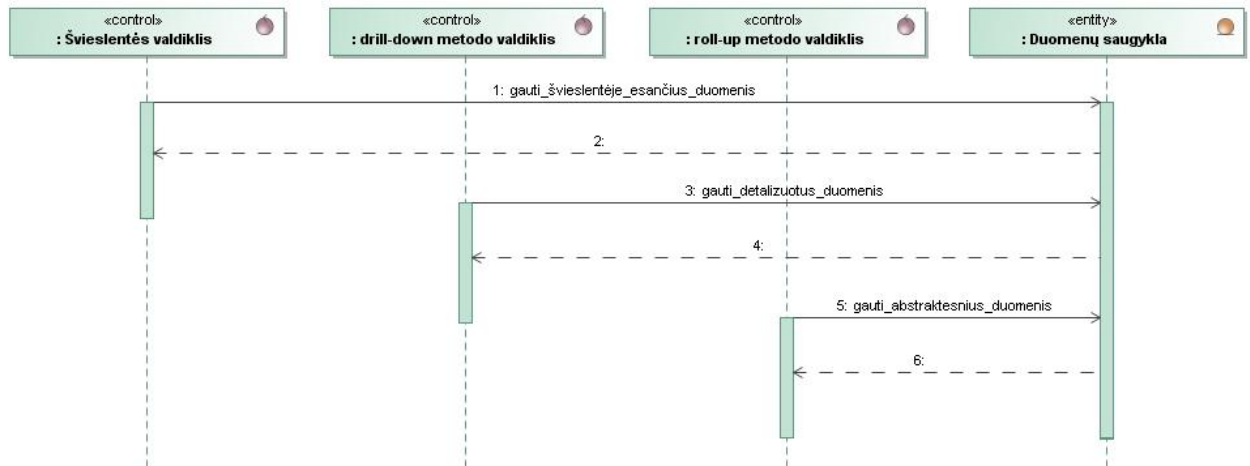 «control»
: Švieslentės valdiklis
«control»
: drill-down metodo valdiklis
«control»
: roll-up metodo valdiklis
«entity»
: Duomenų saugykla
1: gauti_švieslentėje_esančius_duomenis
2:
3: gauti_detalizuotus_duomenis
4:
5: gauti_abstraktesnius_duomenis
6: